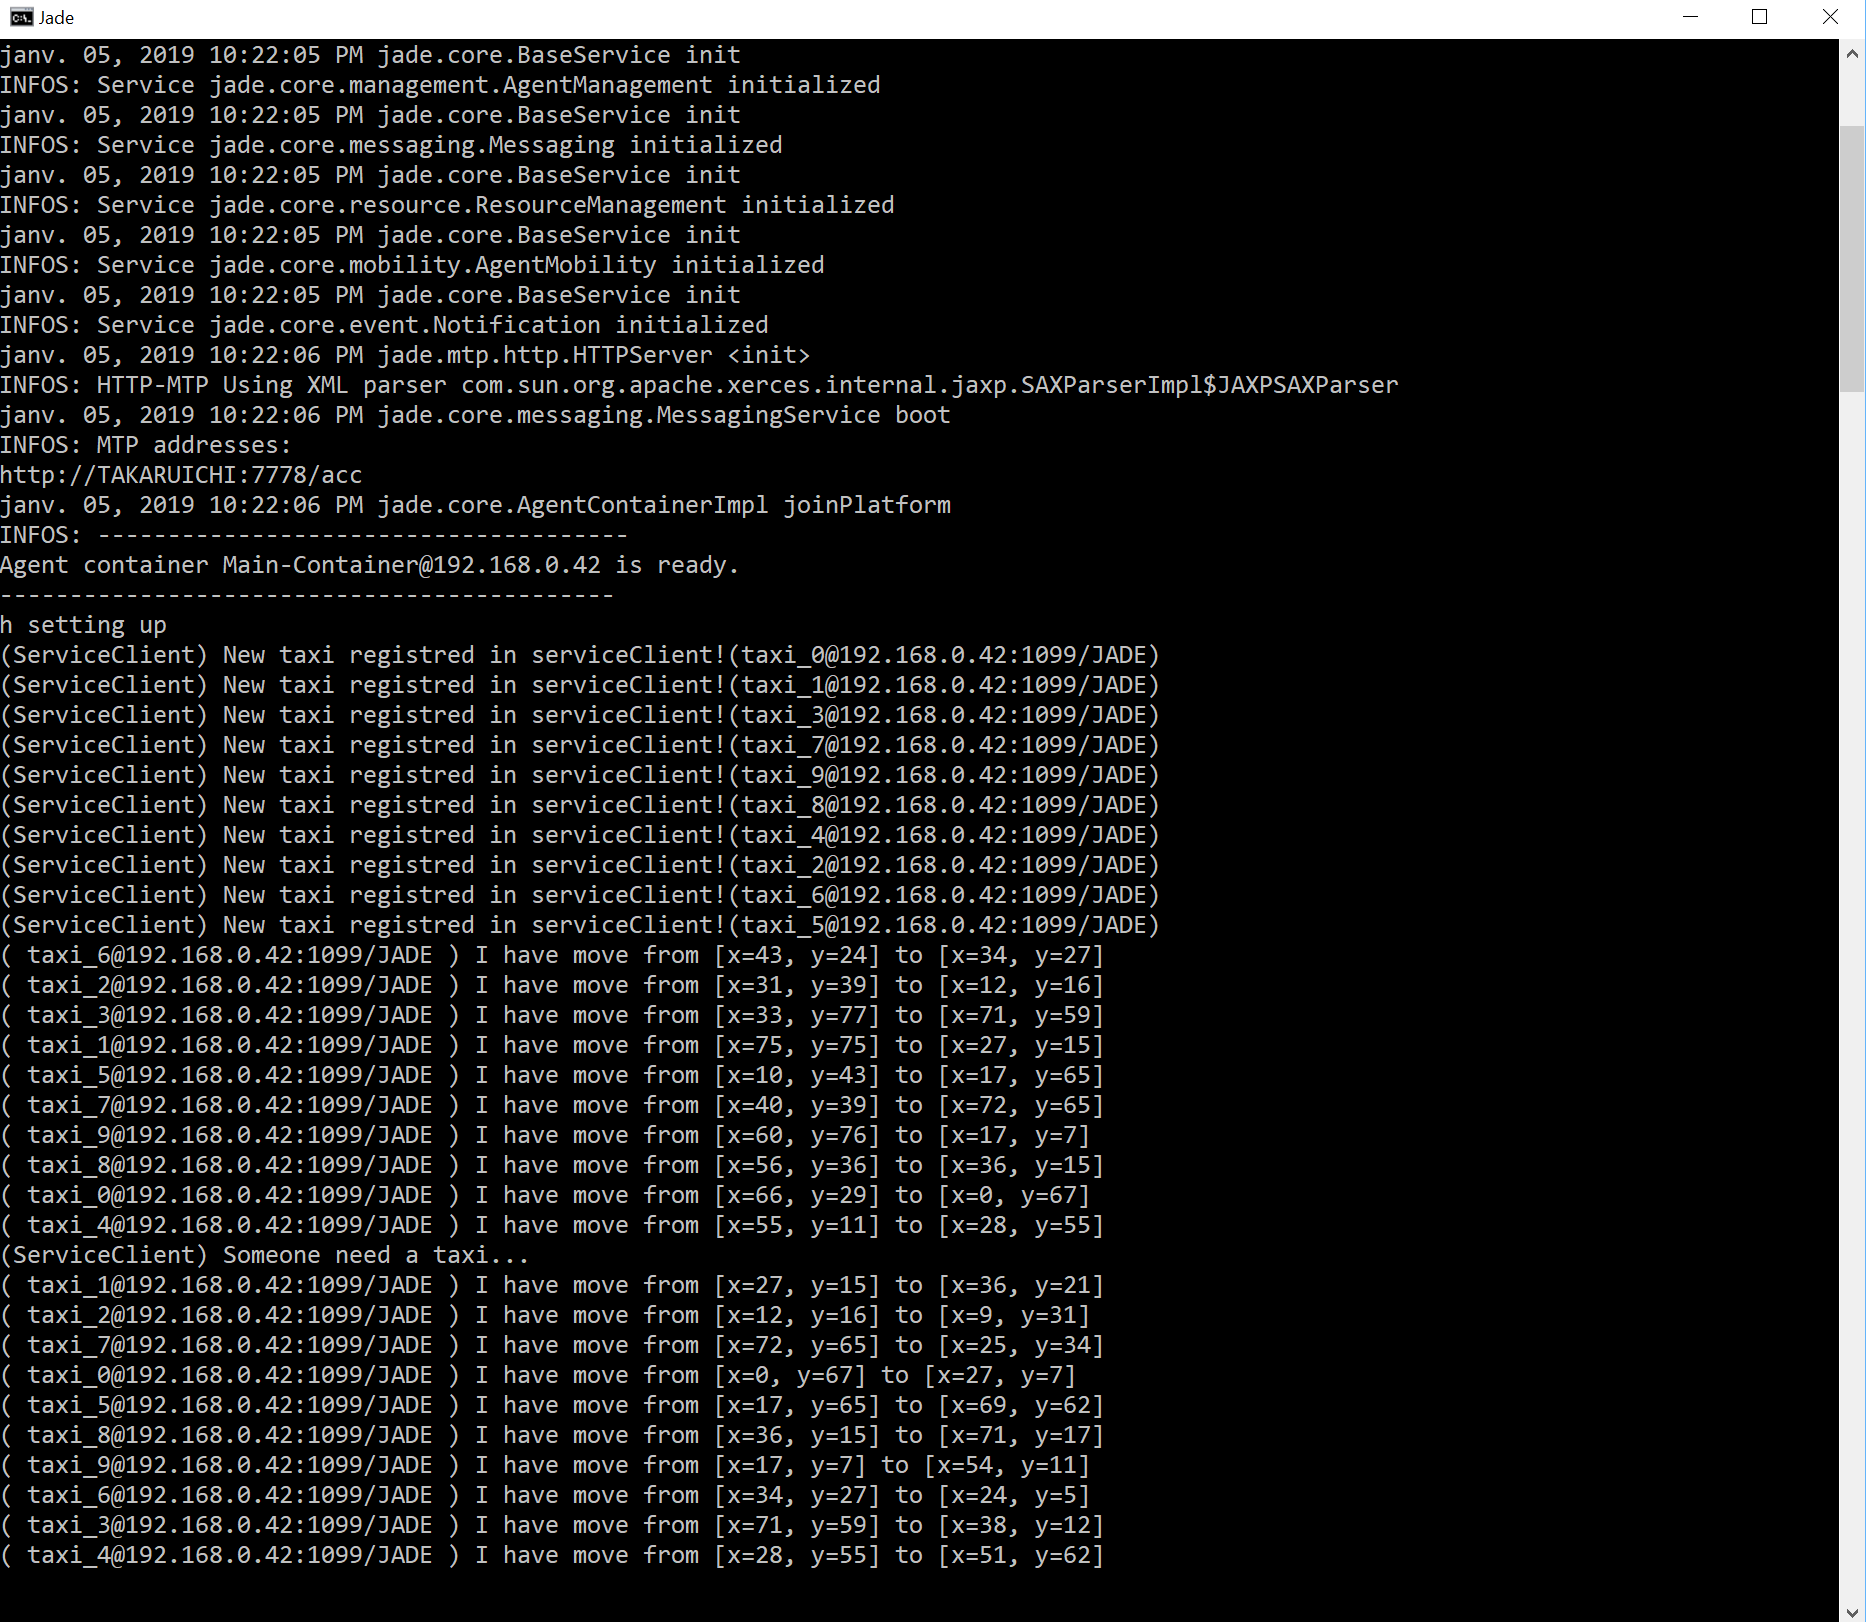 Jade
janv. 05, 2019 10:22:05 PM jade.core.BaseService init
INFOS: Service jade.core.management.AgentManagement initialized
janv. 05, 2019 10:22:05 PM jade.core.BaseService init
INFOS: Service jade.core.messaging.Messaging initialized
janv. 05, 2019 10:22:05 PM jade.core.BaseService init
INFOS: Service jade.core.resource.ResourceManagement initialized
janv. 05, 2019 10:22:05 PM jade.core.BaseService init
INFOS: Service jade.core.mobility.AgentMobility initialized
janv. 05, 2019 10:22:05 PM jade.core.BaseService init
INFOS: Service jade.core.event.Notification initialized
janv. 05, 2019 10:22:06 PM jade.mtp.http.HTTPServer <init>
INFOS: HTTP-MTP Using XML parser com.sun.org.apache.xerces.internal.jaxp.SAXParserImpl$JAXPSAXParser
janv. 05, 2019 10:22:06 PM jade.core.messaging.MessagingService boot
INFOS: MTP addresses:
http://TAKARUICHI:7778/acc
janv. 05, 2019 10:22:06 PM jade.core.AgentContainerImpl joinPlatform
INFOS: --------------------------------------
Agent container Main-Container@192.168.0.42 is ready.
--------------------------------------------
h setting up
(ServiceClient) New taxi registred in serviceClient!(taxi_0@192.168.0.42:1099/JADE)
(ServiceClient) New taxi registred in serviceClient!(taxi_1@192.168.0.42:1099/JADE)
(ServiceClient) New taxi registred in serviceClient!(taxi_3@192.168.0.42:1099/JADE)
(ServiceClient) New taxi registred in serviceClient!(taxi_7@192.168.0.42:1099/JADE)
(ServiceClient) New taxi registred in serviceClient!(taxi_9@192.168.0.42:1099/JADE)
(ServiceClient) New taxi registred in serviceClient!(taxi_8@192.168.0.42:1099/JADE)
(ServiceClient) New taxi registred in serviceClient!(taxi_4@192.168.0.42:1099/JADE)
(ServiceClient) New taxi registred in serviceClient!(taxi_2@192.168.0.42:1099/JADE)
(ServiceClient) New taxi registred in serviceClient!(taxi_6@192.168.0.42:1099/JADE)
(ServiceClient) New taxi registred in serviceClient!(taxi_5@192.168.0.42:1099/JADE)
( taxi_6@192.168.0.42:1099/JADE ) I have move from [x=43, y=24] to [x=34, y=27]
( taxi_2@192.168.0.42:1099/JADE ) I have move from [x=31, y=39] to [x=12, y=16]
( taxi_3@192.168.0.42:1099/JADE ) I have move from [x=33, y=77] to [x=71, y=59]
( taxi_1@192.168.0.42:1099/JADE ) I have move from [x=75, y=75] to [x=27, y=15]
( taxi_5@192.168.0.42:1099/JADE ) I have move from [x=10, y=43] to [x=17, y=65]
( taxi_7@192.168.0.42:1099/JADE ) I have move from [x=40, y=39] to [x=72, y=65]
( taxi_9@192.168.0.42:1099/JADE ) I have move from [x=60, y=76] to [x=17, y=7]
( taxi_8@192.168.0.42:1099/JADE ) I have move from [x=56, y=36] to [x=36, y=15]
( taxi_0@192.168.0.42:1099/JADE ) I have move from [x=66, y=29] to [x=0, y=67]
( taxi_4@192.168.0.42:1099/JADE ) I have move from [x=55, y=11] to [x=28, y=55]
(ServiceClient) Someone need a taxi...
( taxi_1@192.168.0.42:1099/JADE ) I have move from [x=27, y=15] to [x=36, y=21]
( taxi_2@192.168.0.42:1099/JADE ) I have move from [x=12, y=16] to [x=9, y=31]
( taxi_7@192.168.0.42:1099/JADE ) I have move from [x=72, y=65] to [x=25, y=34]
( taxi_0@192.168.0.42:1099/JADE ) I have move from [x=0, y=67] to [x=27, y=7]
( taxi_5@192.168.0.42:1099/JADE ) I have move from [x=17, y=65] to [x=69, y=62]
( taxi_8@192.168.0.42:1099/JADE ) I have move from [x=36, y=15] to [x=71, y=17]
( taxi_9@192.168.0.42:1099/JADE ) I have move from [x=17, y=7] to [x=54, y=11]
( taxi_6@192.168.0.42:1099/JADE ) I have move from [x=34, y=27] to [x=24, y=5]
( taxi_3@192.168.0.42:1099/JADE ) I have move from [x=71, y=59] to [x=38, y=12]
( taxi_4@192.168.0.42:1099/JADE ) I have move from [x=28, y=55] to [x=51, y=62]